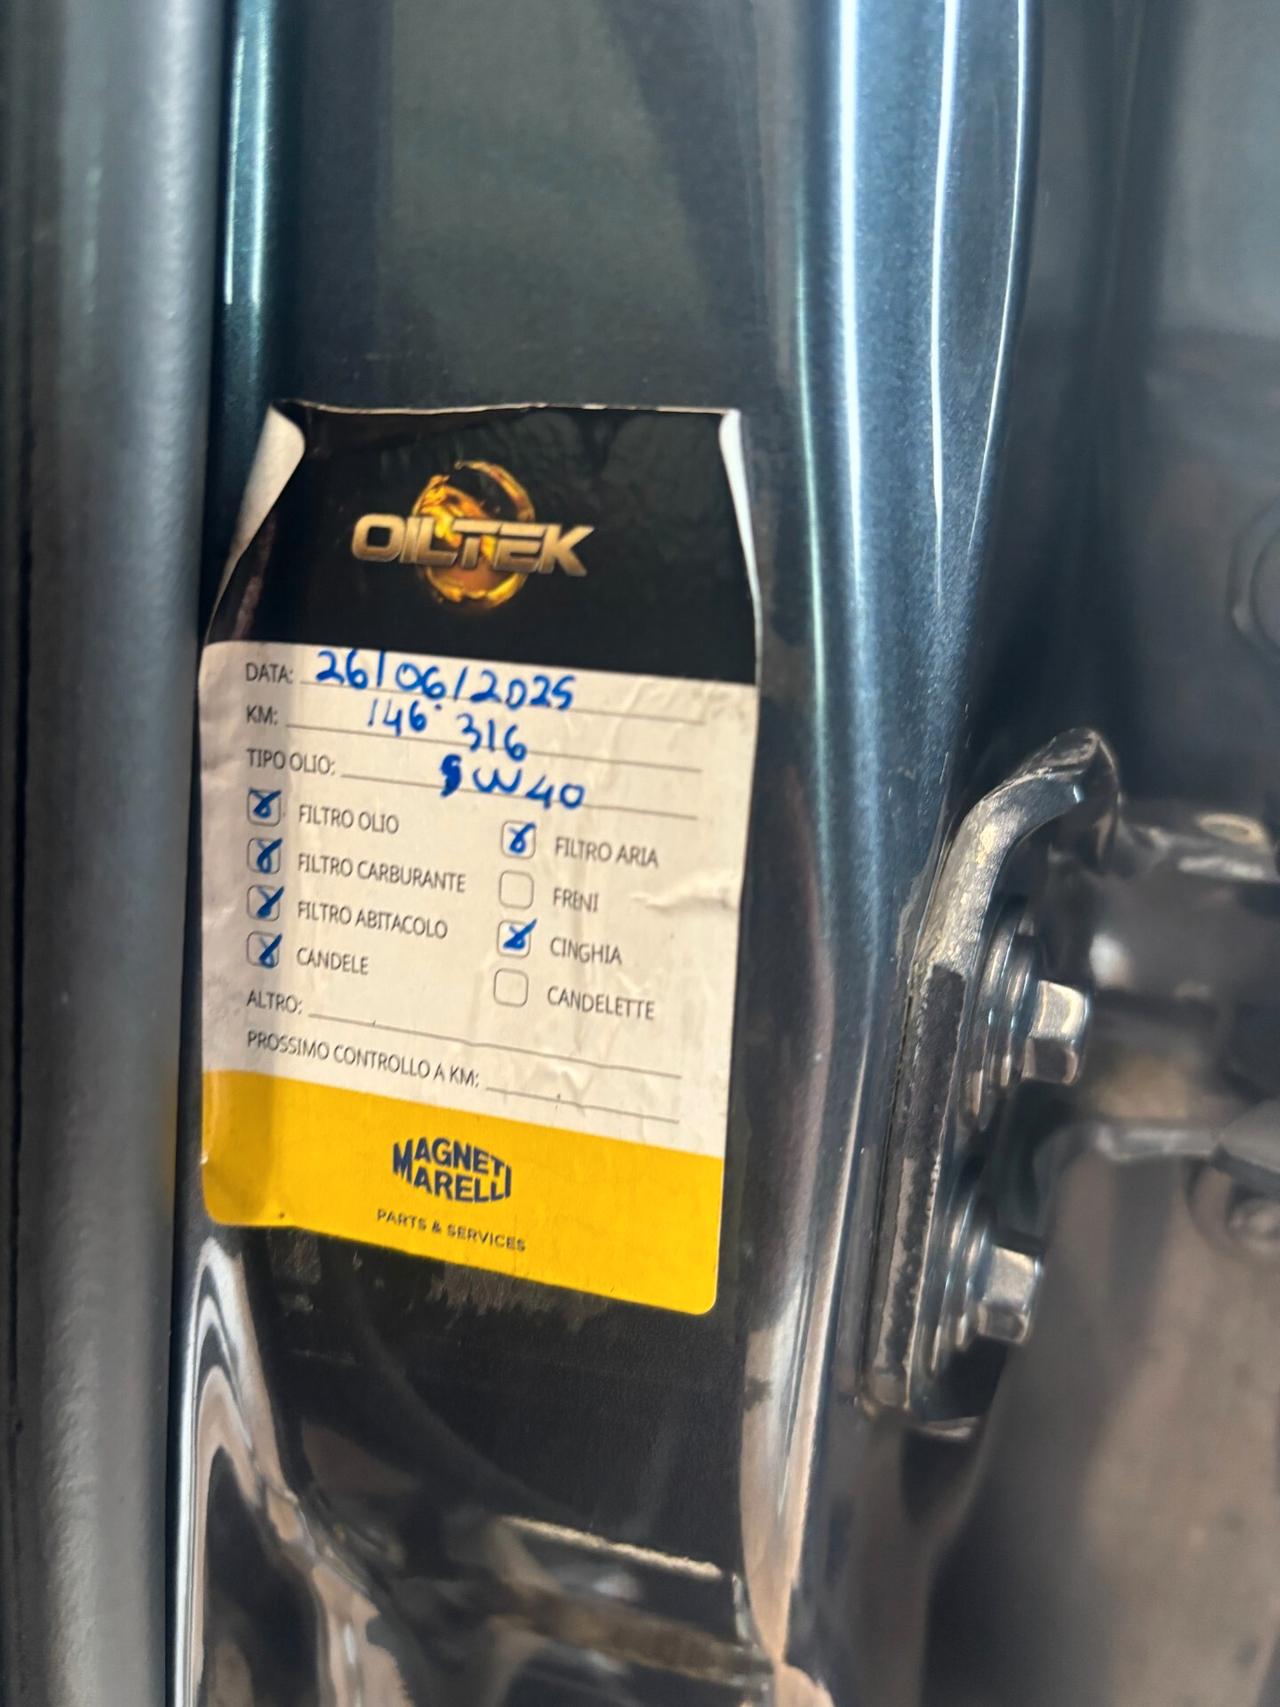 OILTEK
DATA: 26/06/2025
KM: 146.316
TIPO OLIO: 5W40
FILTRO OLIO
FILTRO ARIA
FILTRO CARBURANTE
FRENI
FILTRO ABITACOLO
CINGHIA
CANDELE
CANDELETTE
ALTRO:
PROSSIMO CONTROLLO A KM:
MAGNETI
MARELLI
PARTS & SERVICES